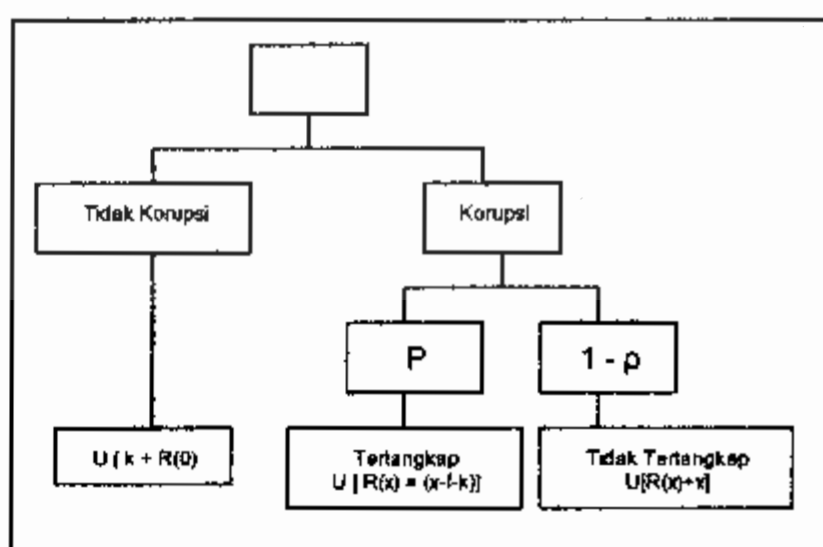 Tidak Korupsi
Korupsi
P
1 - ρ
U ( k + R(0)
Tertangkap
U [ R(x) = (x-f-k)]
Tidak Tertangkap
U[R(x)+x]